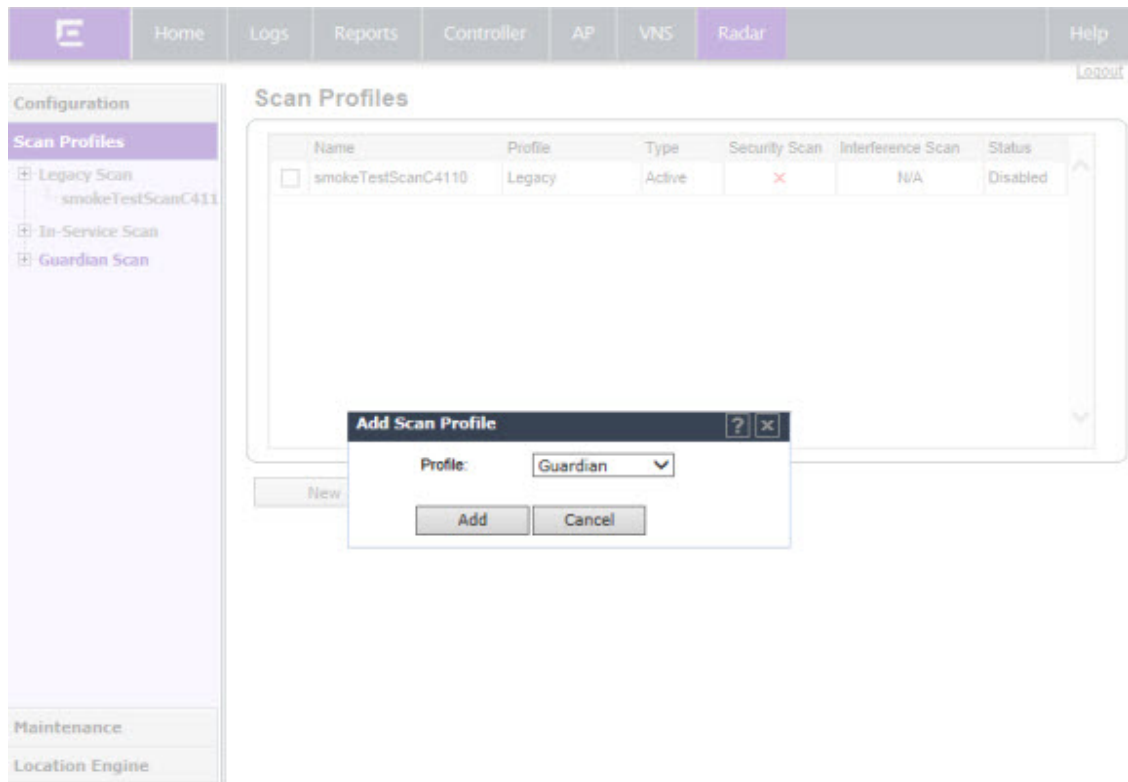 Home Logs Reports Controller AP VNS Radar Help
Logout
Configuration
Scan Profiles
Legacy Scan
smokeTestScanC411
In-Service Scan
Guardian Scan
Scan Profiles
Name Profile Type Security Scan Interference Scan Status
smokeTestScanC4110 Legacy Active N/A Disabled
Add Scan Profile ? x
Profile: Guardian
Add Cancel
New
Maintenance
Location Engine